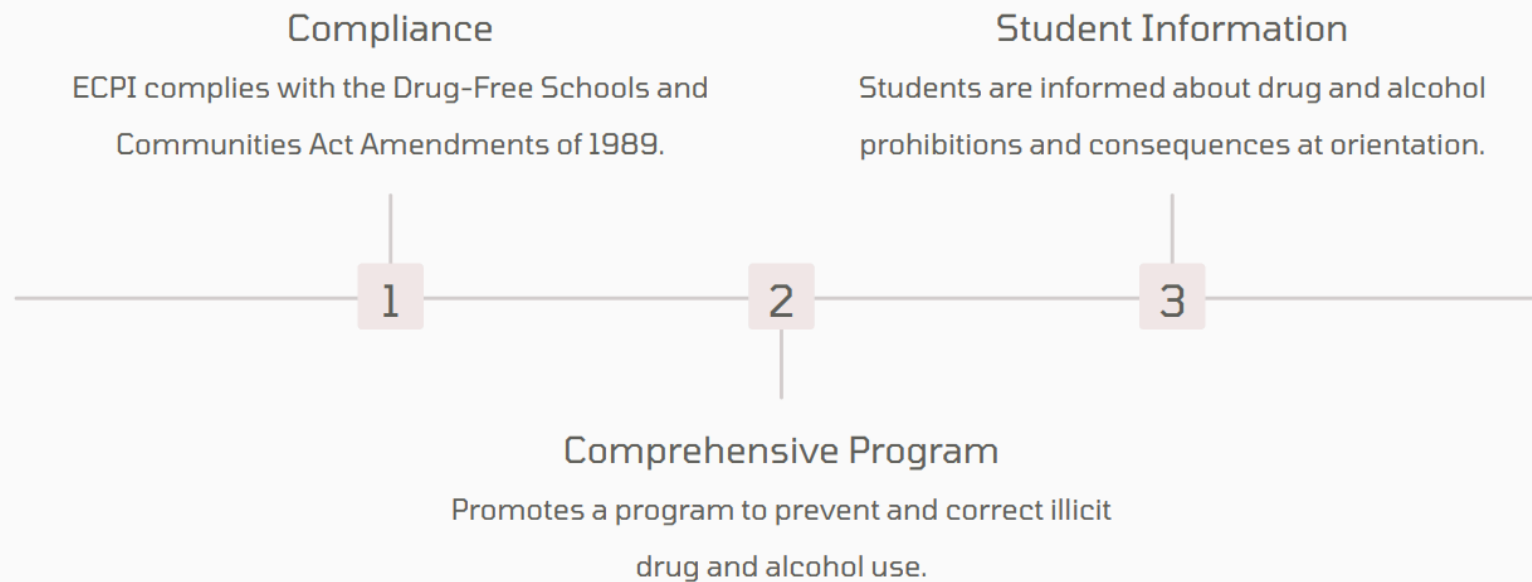 Compliance
ECPI complies with the Drug-Free Schools and
Communities Act Amendments of 1989.
Student Information
Students are informed about drug and alcohol
prohibitions and consequences at orientation.
1
2
3
Comprehensive Program
Promotes a program to prevent and correct illicit
drug and alcohol use.